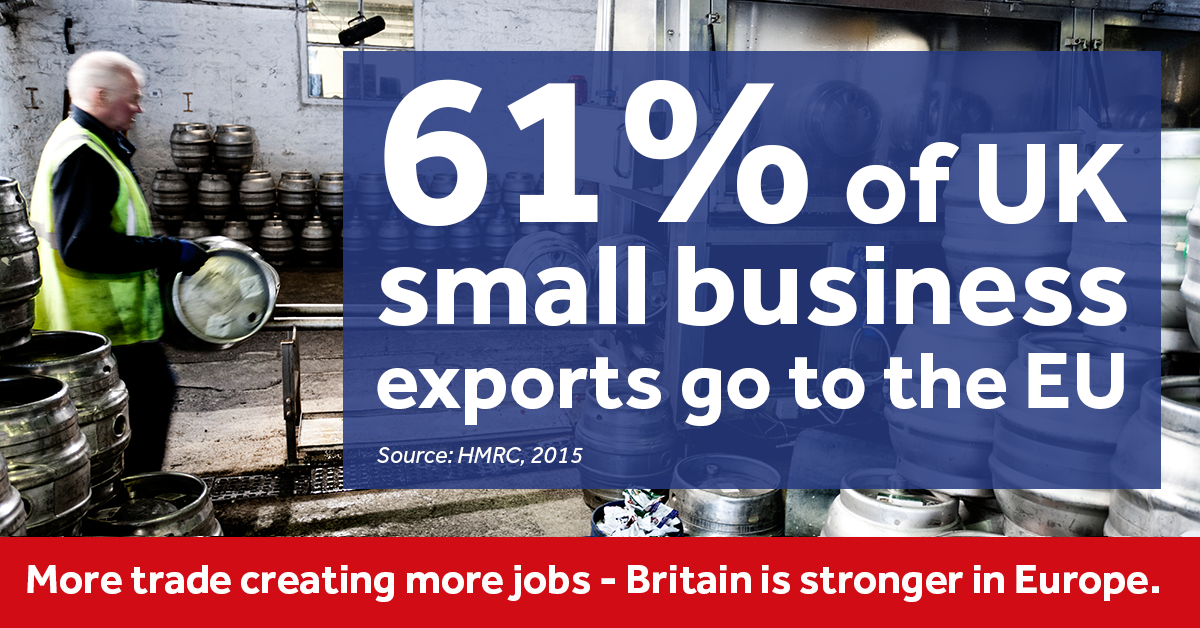 61% of UK
small business
exports go to the EU
Source: HMRC, 2015
More trade creating more jobs - Britain is stronger in Europe.